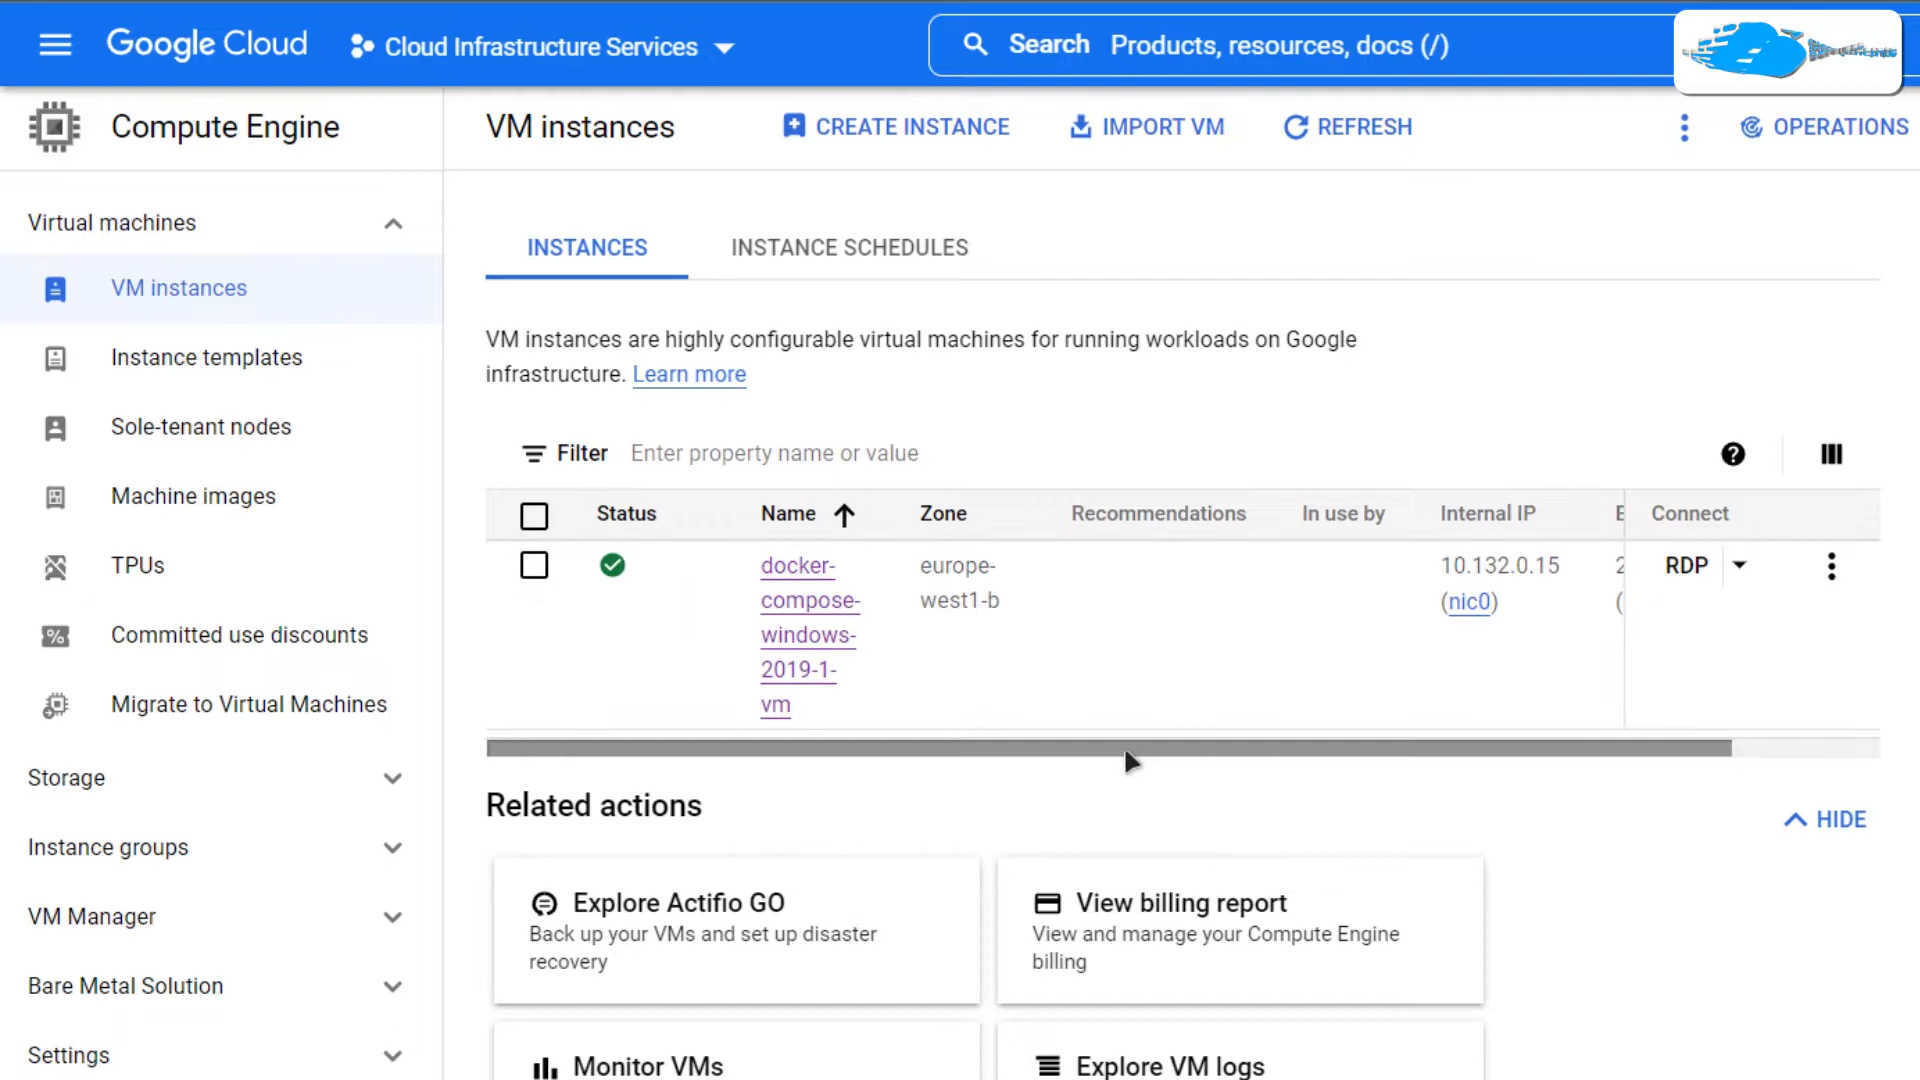 Google Cloud
Cloud Infrastructure Services
Search Products, resources, docs (/)
Compute Engine
VM instances
CREATE INSTANCE
IMPORT VM
REFRESH
OPERATIONS
Virtual machines
VM instances
Instance templates
Sole-tenant nodes
Machine images
TPUs
Committed use discounts
Migrate to Virtual Machines
Storage
Instance groups
VM Manager
Bare Metal Solution
Settings
INSTANCES
INSTANCE SCHEDULES
VM instances are highly configurable virtual machines for running workloads on Google
infrastructure. Learn more
Filter Enter property name or value
Status Name Zone Recommendations In use by Internal IP E Connect
docker-
compose-
windows-
2019-1-
vm
europe-
west1-b
10.132.0.15
(nic0)
2
(
RDP
Related actions
HIDE
Explore Actifio GO
Back up your VMs and set up disaster
recovery
View billing report
View and manage your Compute Engine
billing
Monitor VMs
Explore VM logs